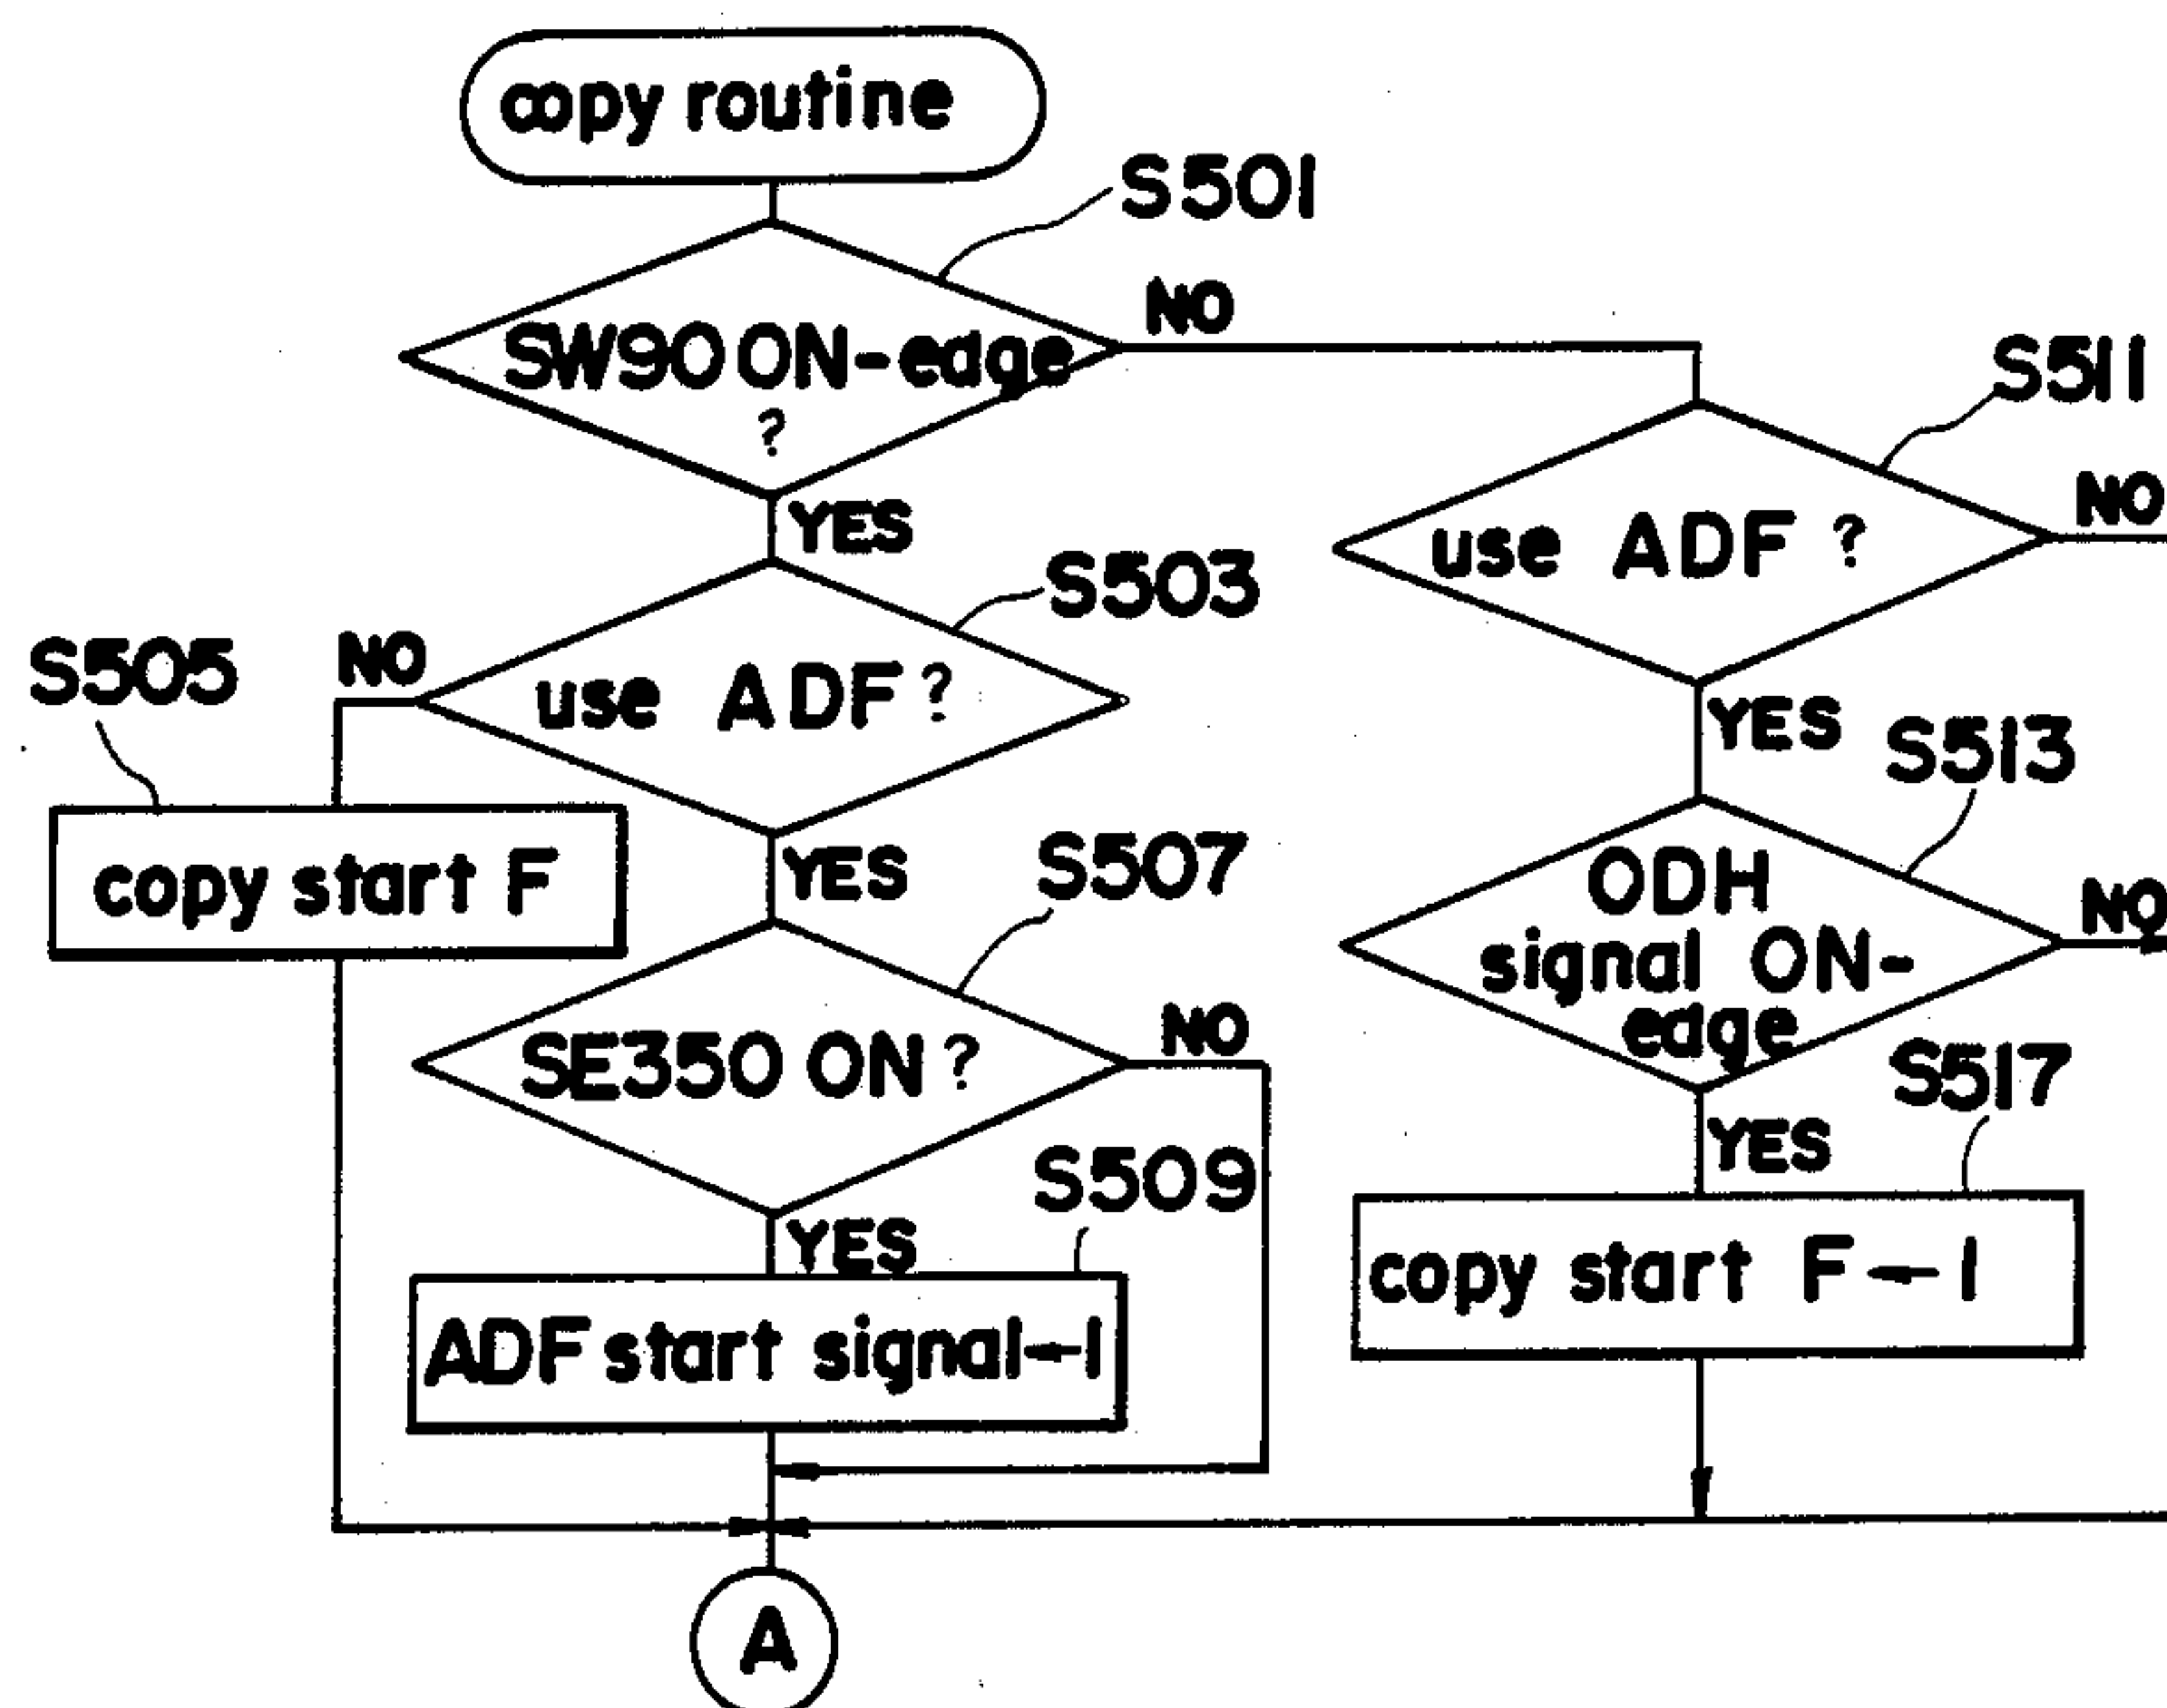 copy routine
S501
NO
SW90 ON-edge
?
S511
YES
NO
S503
use ADF ?
S505
NO
use ADF ?
YES
S513
S507
YES
copy start F
ODH
signal ON-
edge
NO
NO
SE350 ON ?
S517
S509
YES
YES
copy start F←1
ADF start signal←1
A